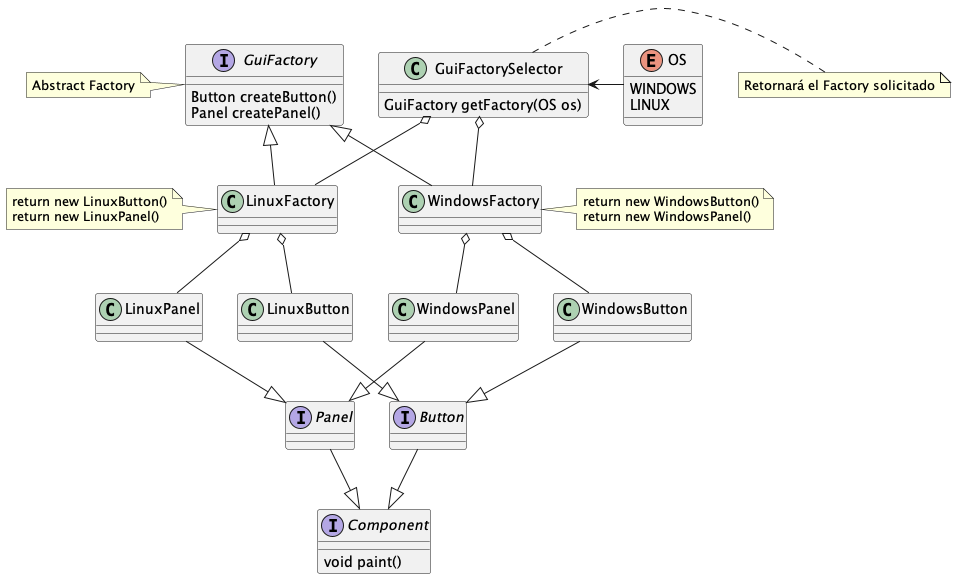 Abstract Factory
I GuiFactory
Button createButton()
Panel createPanel()
C GuiFactorySelector
GuiFactory getFactory(OS os)
E OS
WINDOWS
LINUX
Retornará el Factory solicitado
return new LinuxButton()
return new LinuxPanel()
C LinuxFactory
C WindowsFactory
return new WindowsButton()
return new WindowsPanel()
C LinuxPanel
C LinuxButton
C WindowsPanel
C WindowsButton
I Panel
I Button
I Component
void paint()